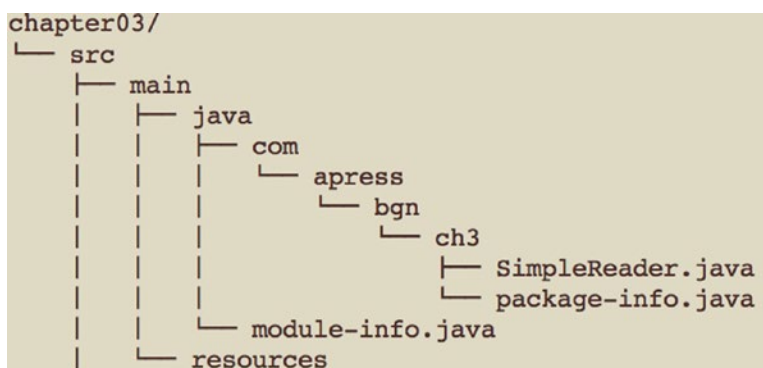 chapter03/
└── src
    ├── main
    │   ├── java
    │   │   ├── com
    │   │   │   └── apress
    │   │   │       └── bgn
    │   │   │           └── ch3
    │   │   │               ├── SimpleReader.java
    │   │   │               └── package-info.java
    │   │   └── module-info.java
    │   └── resources